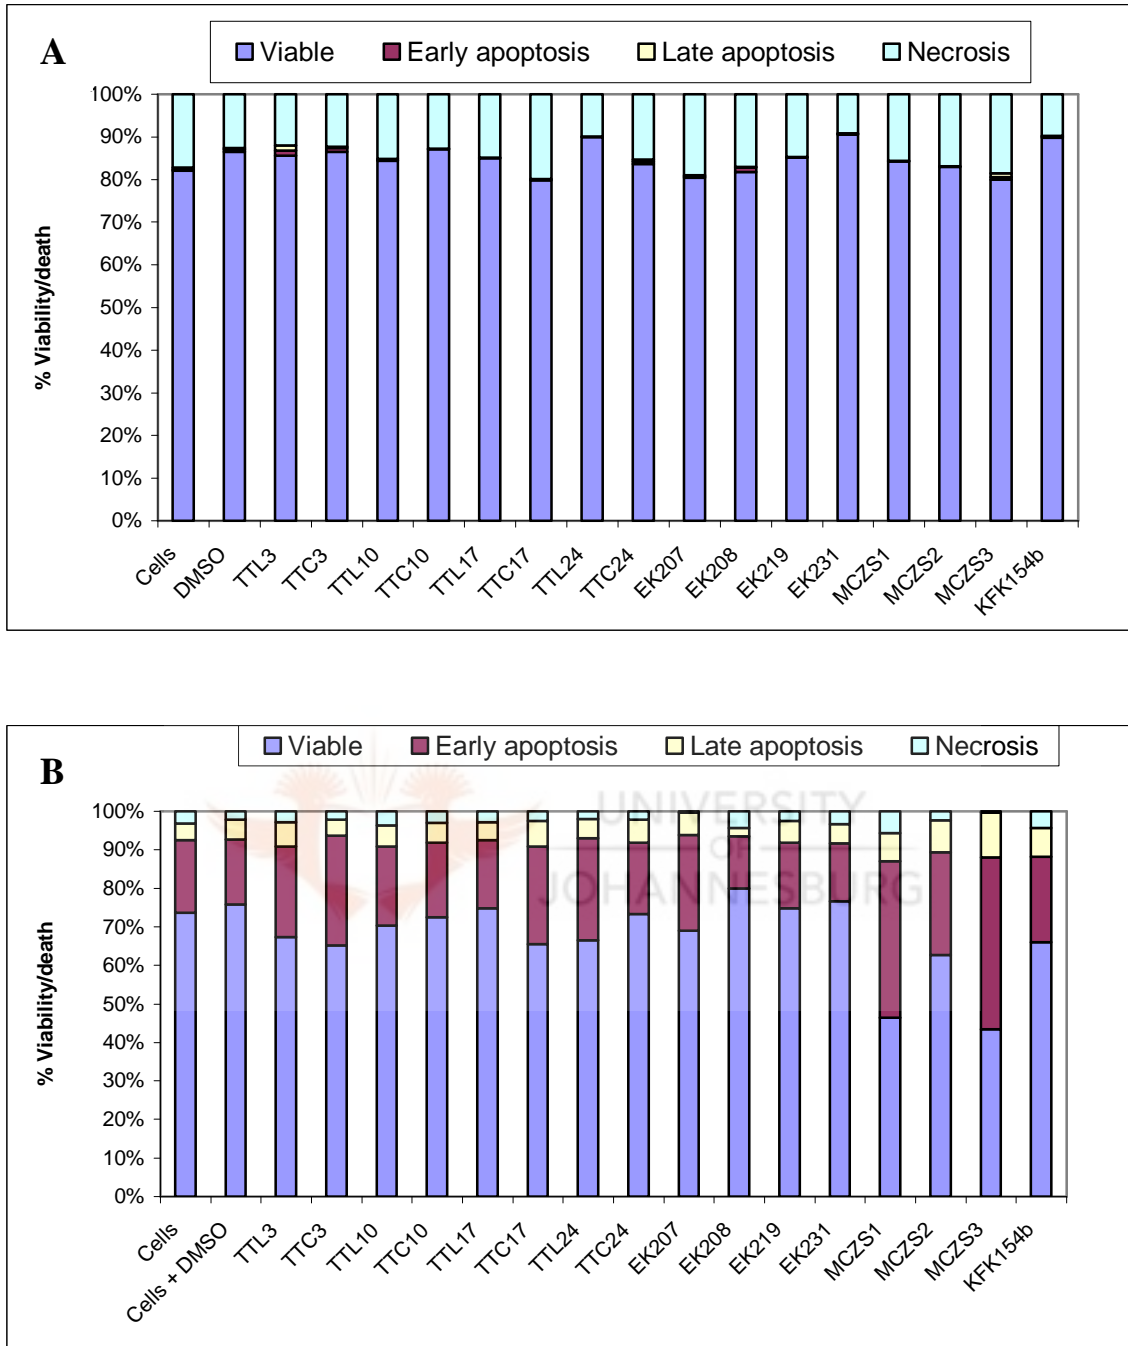 A
Viable Early apoptosis Late apoptosis Necrosis
100%
90%
80%
70%
60%
50%
40%
30%
20%
10%
0%
% Viability/death
Cells DMSO TTL3 TTC3 TTL10 TTC10 TTL17 TTC17 TTL24 TTC24 EK207 EK208 EK219 EK231 MCZS1 MCZS2 MCZS3 KFK154b
B
Viable Early apoptosis Late apoptosis Necrosis
100%
90%
80%
70%
60%
50%
40%
30%
20%
10%
0%
% Viability/death
UNIVERSITY
OF
JOHANNESBURG
Cells Cells + DMSO TTL3 TTC3 TTL10 TTC10 TTL17 TTC17 TTL24 TTC24 EK207 EK208 EK219 EK231 MCZS1 MCZS2 MCZS3 KFK154b